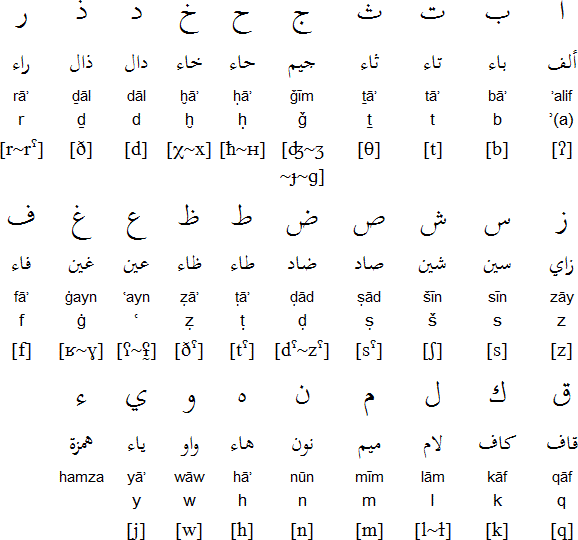 ا ب ت ث ج ح خ د ذ ر
ألف باء تاء ثاء جيم حاء خاء دال ذال راء
rāʾ ḏāl dāl ḫāʾ ḥāʾ ǧīm ṯāʾ tāʾ bāʾ ʾalif
r ḏ d ḫ ḥ ǧ ṯ t b ʾ(a)
[r~rˤ] [ð] [d] [χ~x] [ħ~ʜ] [ʤ~ʒ [θ] [t] [b] [ʔ]
~ɟ~ɡ]
ز س ش ص ض ط ظ ع غ ف
زاي سين شين صاد ضاد طاء ظاء عين غين فاء
fāʾ ġayn ʿayn ẓāʾ ṭāʾ ḍād ṣād šīn sīn zāy
f ġ ʿ ẓ ṭ ḍ ṣ š s z
[f] [ʁ~ɣ] [ʕ~ʢ̠] [ðˤ] [tˤ] [dˤ~zˤ] [sˤ] [ʃ] [s] [z]
ق ك ل م ن ه و ي ء
قاف كاف لام ميم نون هاء واو ياء همزة
hamza yāʾ wāw hāʾ nūn mīm lām kāf qāf
y w h n m l k q
[j] [w] [h] [n] [m] [l~ɫ] [k] [q]